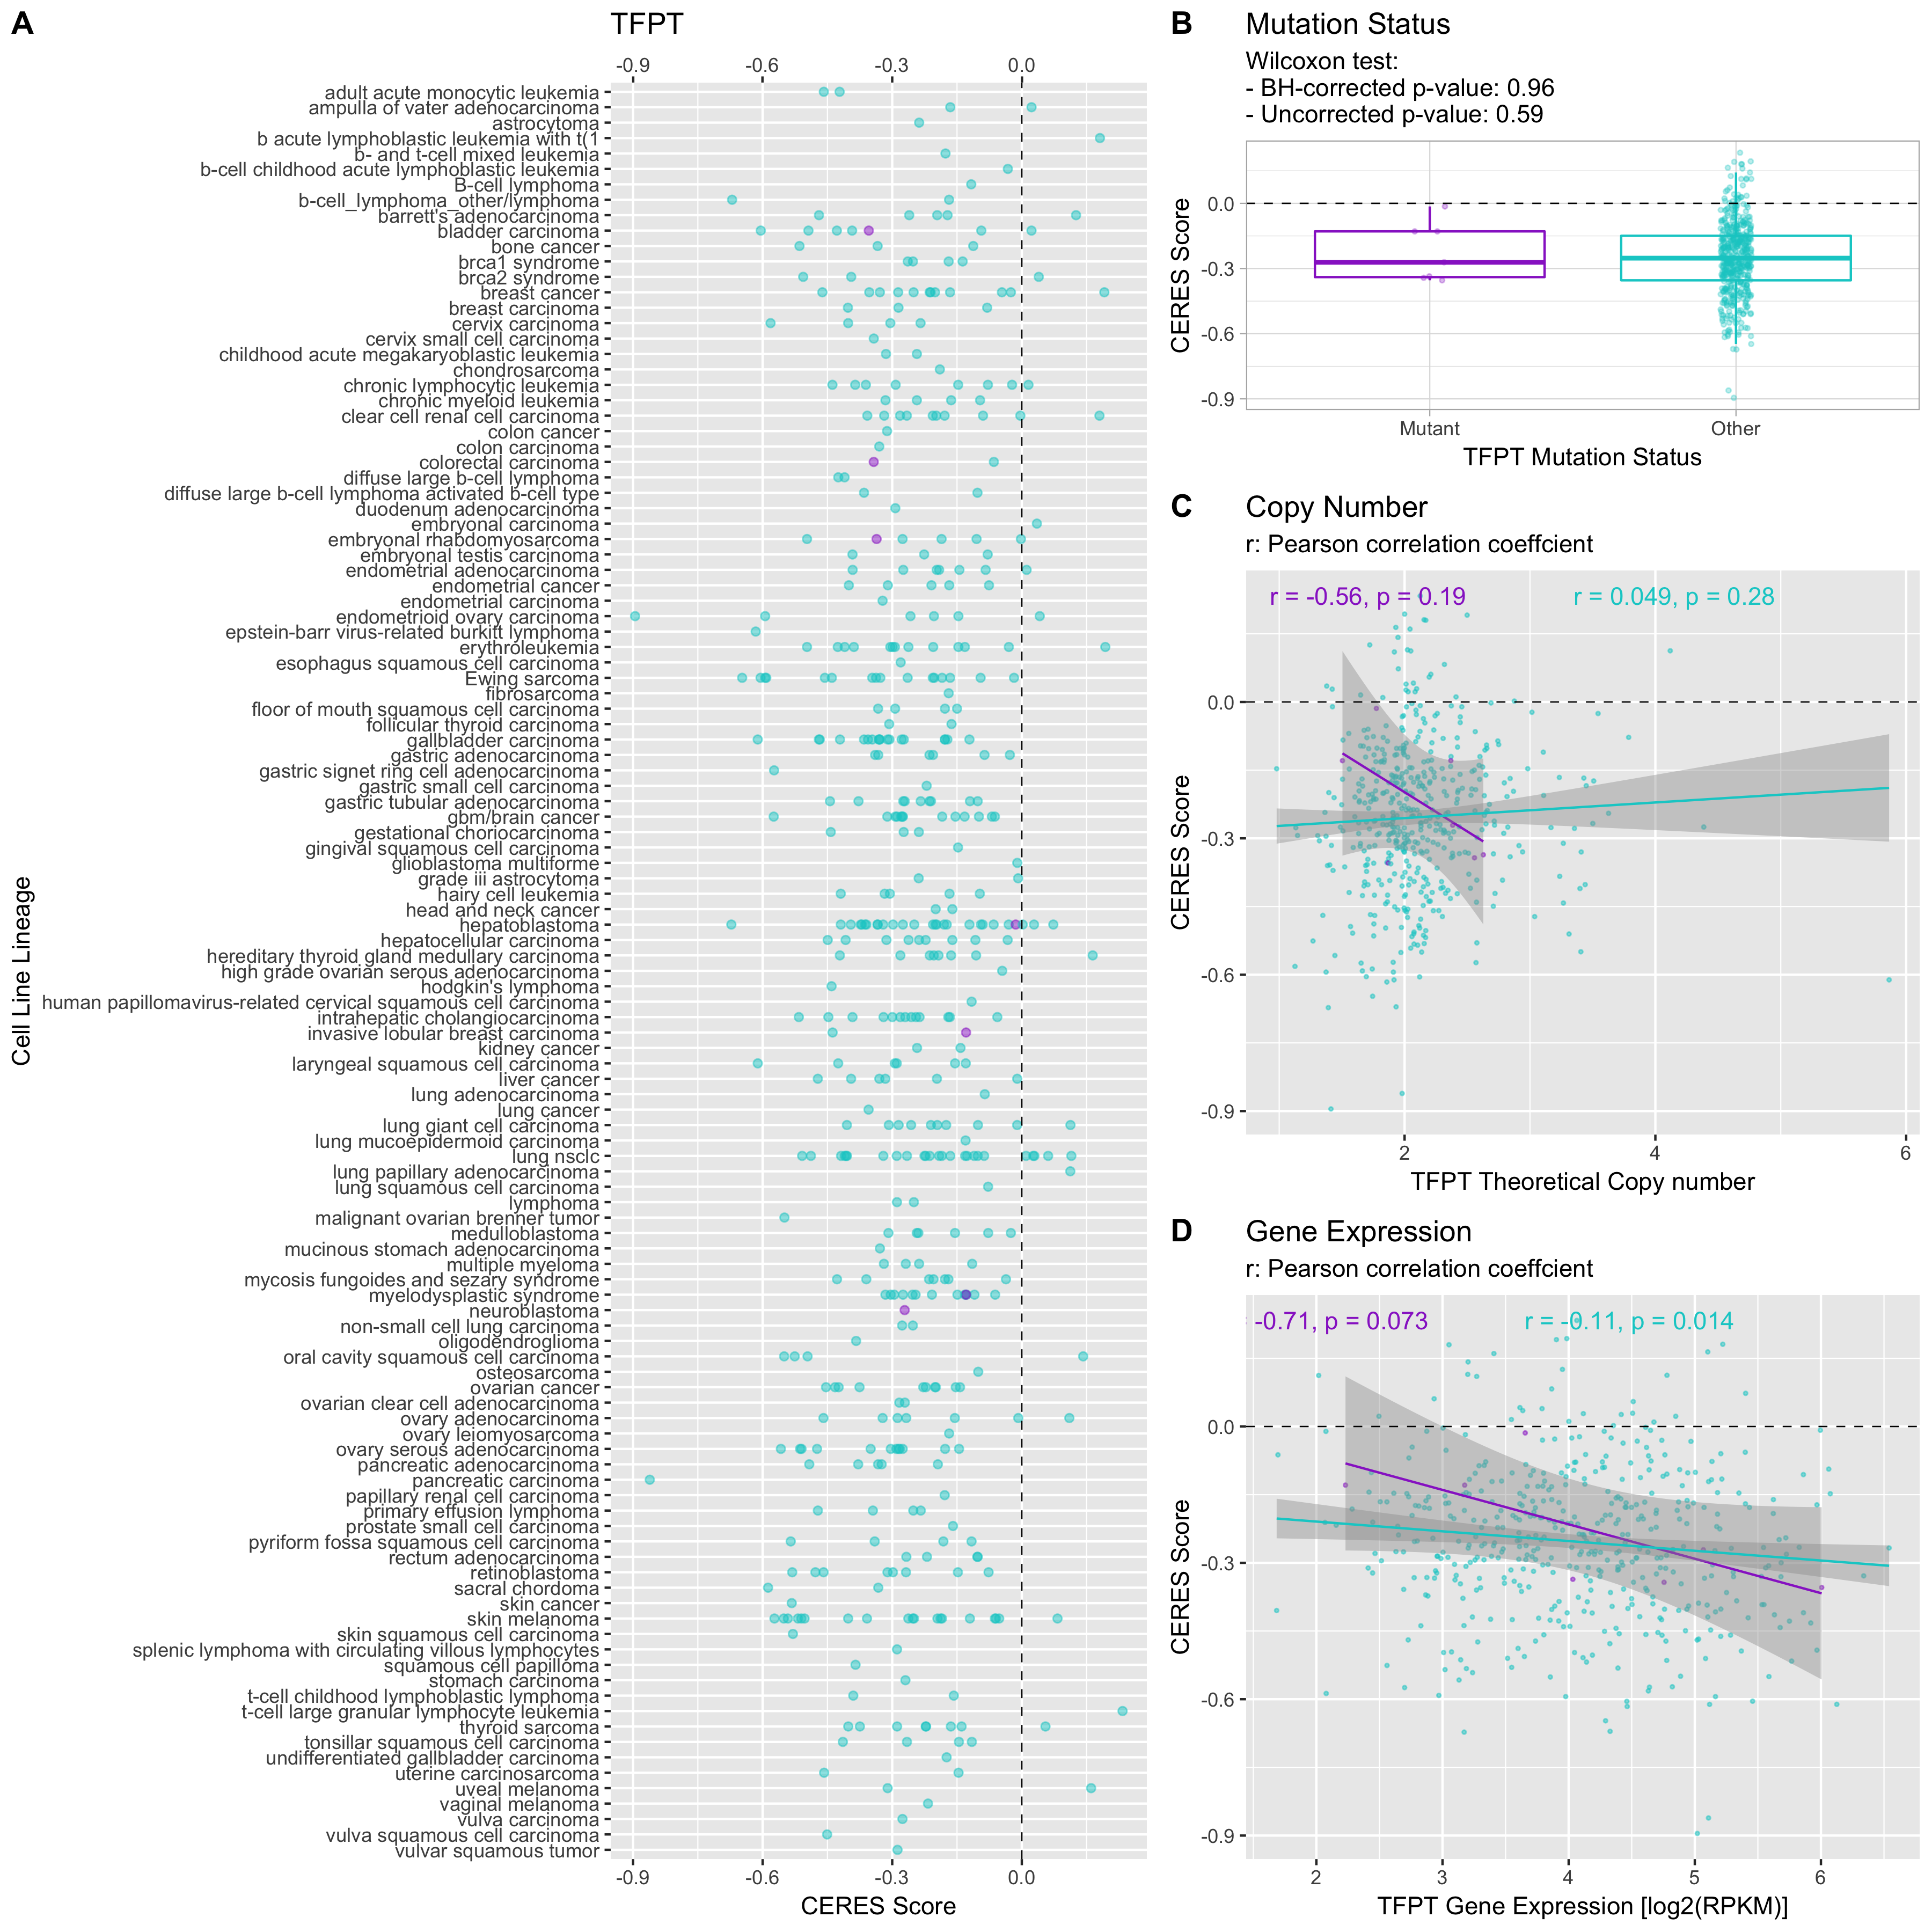 A
TFPT
-0.9 -0.6 -0.3 0.0
Cell Line Lineage
adult acute monocytic leukemia
ampulla of vater adenocarcinoma
astrocytoma
b acute lymphoblastic leukemia with t(1
b- and t-cell mixed leukemia
b-cell childhood acute lymphoblastic leukemia
B-cell lymphoma
b-cell_lymphoma_other/lymphoma
barrett's adenocarcinoma
bladder carcinoma
bone cancer
brca1 syndrome
brca2 syndrome
breast cancer
breast carcinoma
cervix carcinoma
cervix small cell carcinoma
childhood acute megakaryoblastic leukemia
chondrosarcoma
chronic lymphocytic leukemia
chronic myeloid leukemia
clear cell renal cell carcinoma
colon cancer
colon carcinoma
colorectal carcinoma
diffuse large b-cell lymphoma
diffuse large b-cell lymphoma activated b-cell type
duodenum adenocarcinoma
embryonal carcinoma
embryonal rhabdomyosarcoma
embryonal testis carcinoma
endometrial adenocarcinoma
endometrial cancer
endometrial carcinoma
endometrioid ovary carcinoma
epstein-barr virus-related burkitt lymphoma
erythroleukemia
esophagus squamous cell carcinoma
Ewing sarcoma
fibrosarcoma
floor of mouth squamous cell carcinoma
follicular thyroid carcinoma
gallbladder carcinoma
gastric adenocarcinoma
gastric signet ring cell adenocarcinoma
gastric small cell carcinoma
gastric tubular adenocarcinoma
gbm/brain cancer
gestational choriocarcinoma
gingival squamous cell carcinoma
glioblastoma multiforme
grade iii astrocytoma
hairy cell leukemia
head and neck cancer
hepatoblastoma
hepatocellular carcinoma
hereditary thyroid gland medullary carcinoma
high grade ovarian serous adenocarcinoma
hodgkin's lymphoma
human papillomavirus-related cervical squamous cell carcinoma
intrahepatic cholangiocarcinoma
invasive lobular breast carcinoma
kidney cancer
laryngeal squamous cell carcinoma
liver cancer
lung adenocarcinoma
lung cancer
lung giant cell carcinoma
lung mucoepidermoid carcinoma
lung nsclc
lung papillary adenocarcinoma
lung squamous cell carcinoma
lymphoma
malignant ovarian brenner tumor
medulloblastoma
mucinous stomach adenocarcinoma
multiple myeloma
mycosis fungoides and sezary syndrome
myelodysplastic syndrome
neuroblastoma
non-small cell lung carcinoma
oligodendroglioma
oral cavity squamous cell carcinoma
osteosarcoma
ovarian cancer
ovarian clear cell adenocarcinoma
ovary adenocarcinoma
ovary leiomyosarcoma
ovary serous adenocarcinoma
pancreatic adenocarcinoma
pancreatic carcinoma
papillary renal cell carcinoma
primary effusion lymphoma
prostate small cell carcinoma
pyriform fossa squamous cell carcinoma
rectum adenocarcinoma
retinoblastoma
sacral chordoma
skin cancer
skin melanoma
skin squamous cell carcinoma
splenic lymphoma with circulating villous lymphocytes
squamous cell papilloma
stomach carcinoma
t-cell childhood lymphoblastic lymphoma
t-cell large granular lymphocyte leukemia
thyroid sarcoma
tonsillar squamous cell carcinoma
undifferentiated gallbladder carcinoma
uterine carcinosarcoma
uveal melanoma
vaginal melanoma
vulva carcinoma
vulva squamous cell carcinoma
vulvar squamous tumor
-0.9 -0.6 -0.3 0.0
CERES Score
B
Mutation Status
Wilcoxon test:
- BH-corrected p-value: 0.96
- Uncorrected p-value: 0.59
CERES Score
0.0
-0.3
-0.6
-0.9
Mutant Other
TFPT Mutation Status
C
Copy Number
r: Pearson correlation coeffcient
r = -0.56, p = 0.19 r = 0.049, p = 0.28
CERES Score
0.0
-0.3
-0.6
-0.9
2 4 6
TFPT Theoretical Copy number
D
Gene Expression
r: Pearson correlation coeffcient
-0.71, p = 0.073 r = -0.11, p = 0.014
CERES Score
0.0
-0.3
-0.6
-0.9
2 3 4 5 6
TFPT Gene Expression [log2(RPKM)]